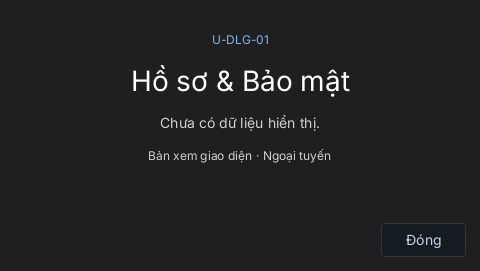 U-DLG-01
Hồ sơ & Bảo mật
Chưa có dữ liệu hiển thị.
Bản xem giao diện · Ngoại tuyến
Đóng